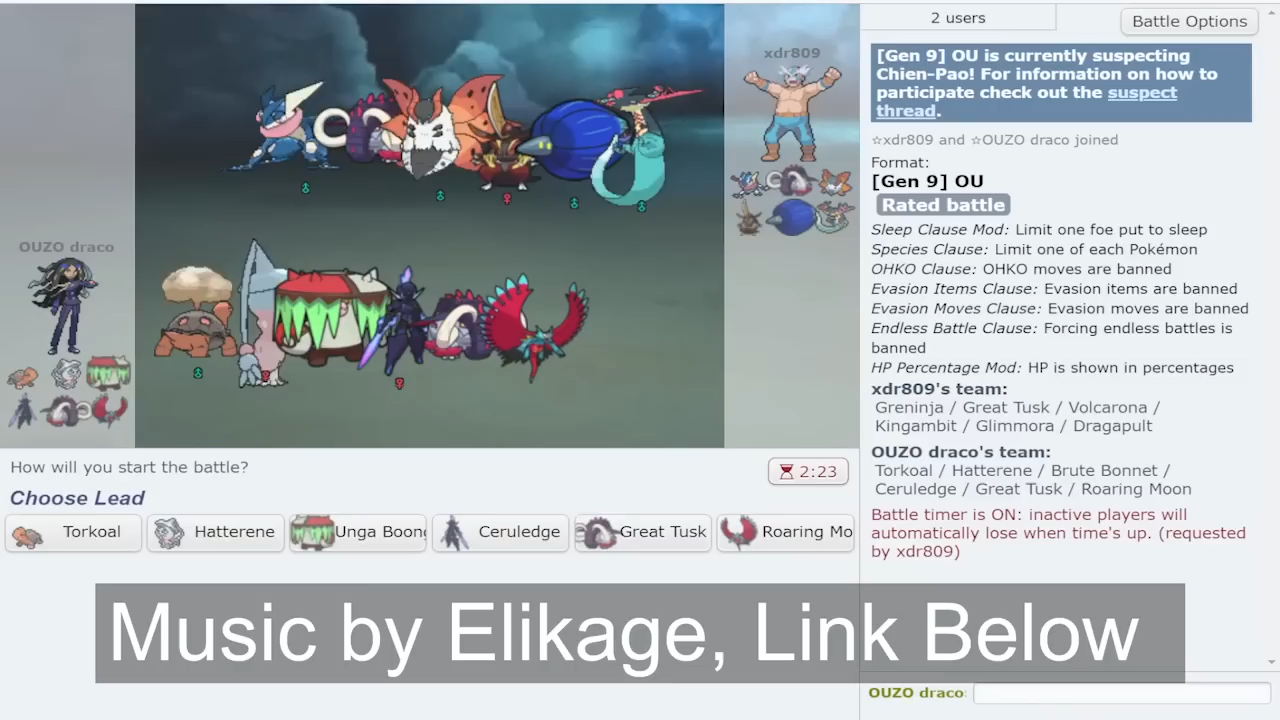 xdr809
OUZO draco
How will you start the battle?
2:23
Choose Lead
Torkoal
Hatterene
Unga Boon
Ceruledge
Great Tusk
Roaring Mo
2 users
Battle Options
[Gen 9] OU is currently suspecting
Chien-Pao! For information on how to
participate check out the suspect
thread.
☆xdr809 and ☆OUZO draco joined
Format:
[Gen 9] OU
Rated battle
Sleep Clause Mod: Limit one foe put to sleep
Species Clause: Limit one of each Pokémon
OHKO Clause: OHKO moves are banned
Evasion Items Clause: Evasion items are banned
Evasion Moves Clause: Evasion moves are banned
Endless Battle Clause: Forcing endless battles is
banned
HP Percentage Mod: HP is shown in percentages
xdr809's team:
Greninja / Great Tusk / Volcarona /
Kingambit / Glimmora / Dragapult
OUZO draco's team:
Torkoal / Hatterene / Brute Bonnet /
Ceruledge / Great Tusk / Roaring Moon
Battle timer is ON: inactive players will
automatically lose when time's up. (requested
by xdr809)
Music by Elikage, Link Below
OUZO draco: